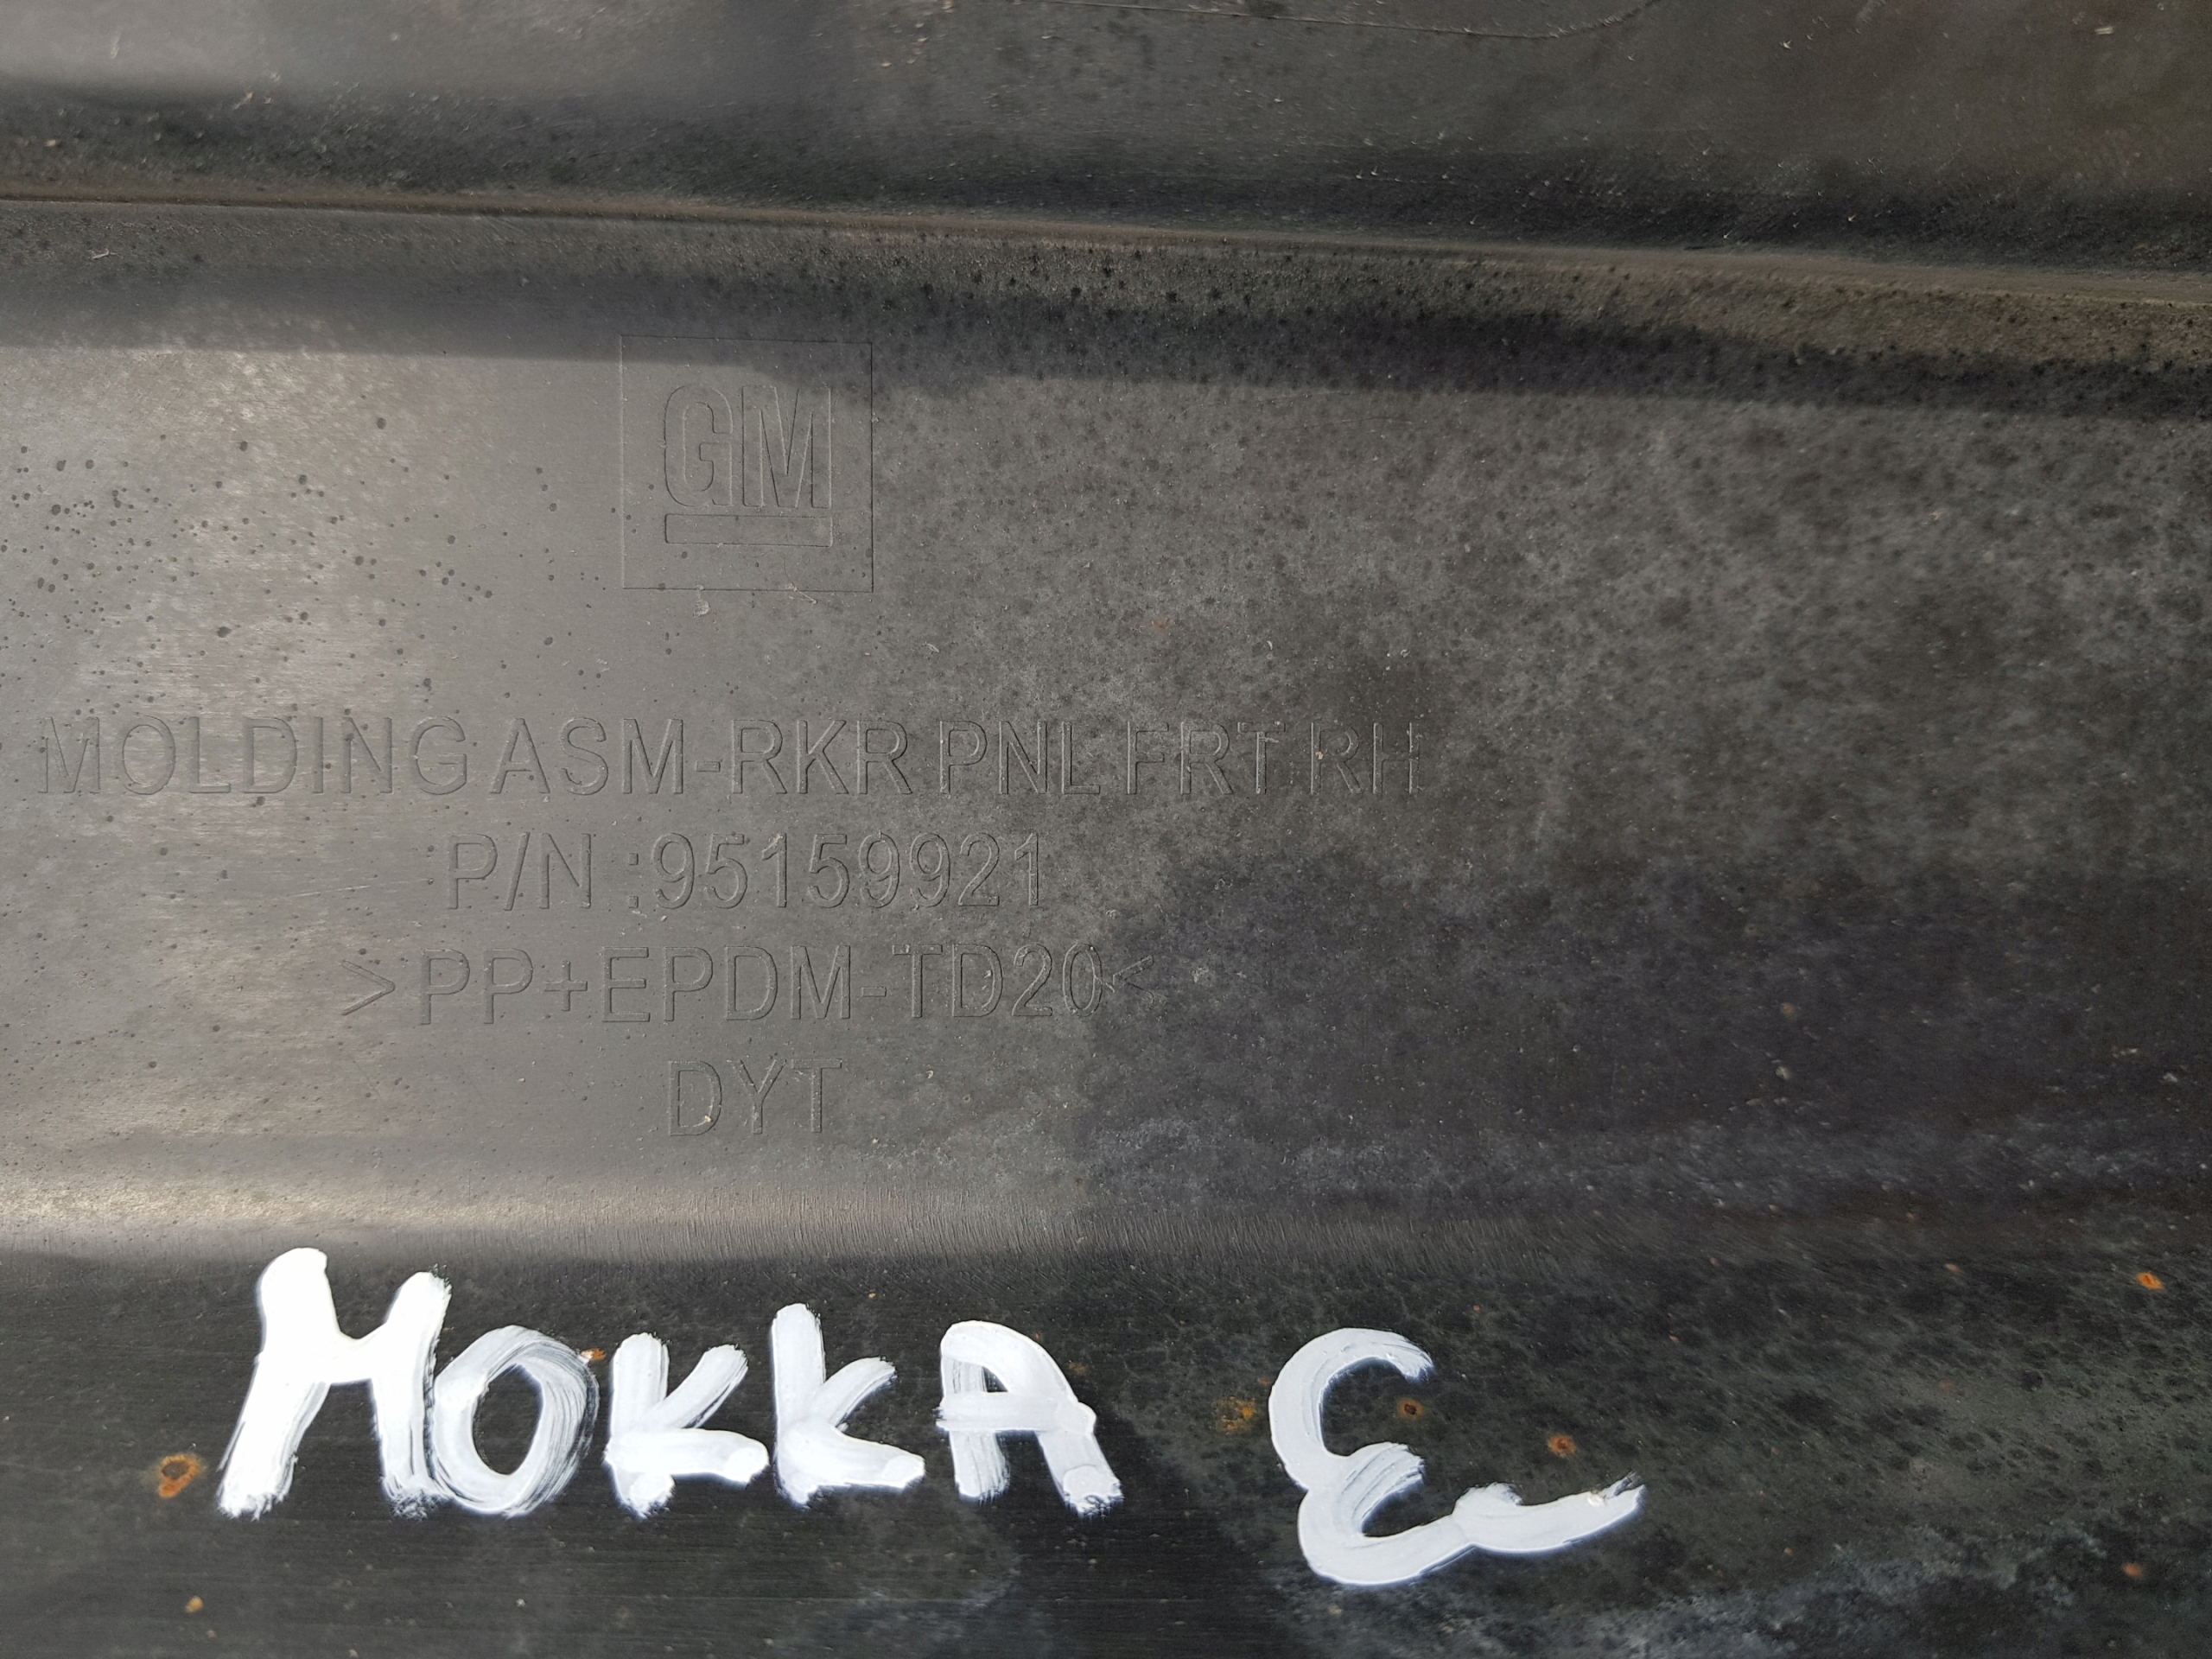 GM
MOLDING ASM-RKR PNL FRT RH
P/N :95159921
>PP+EPDM-TD20<
DYT
MOKKA E